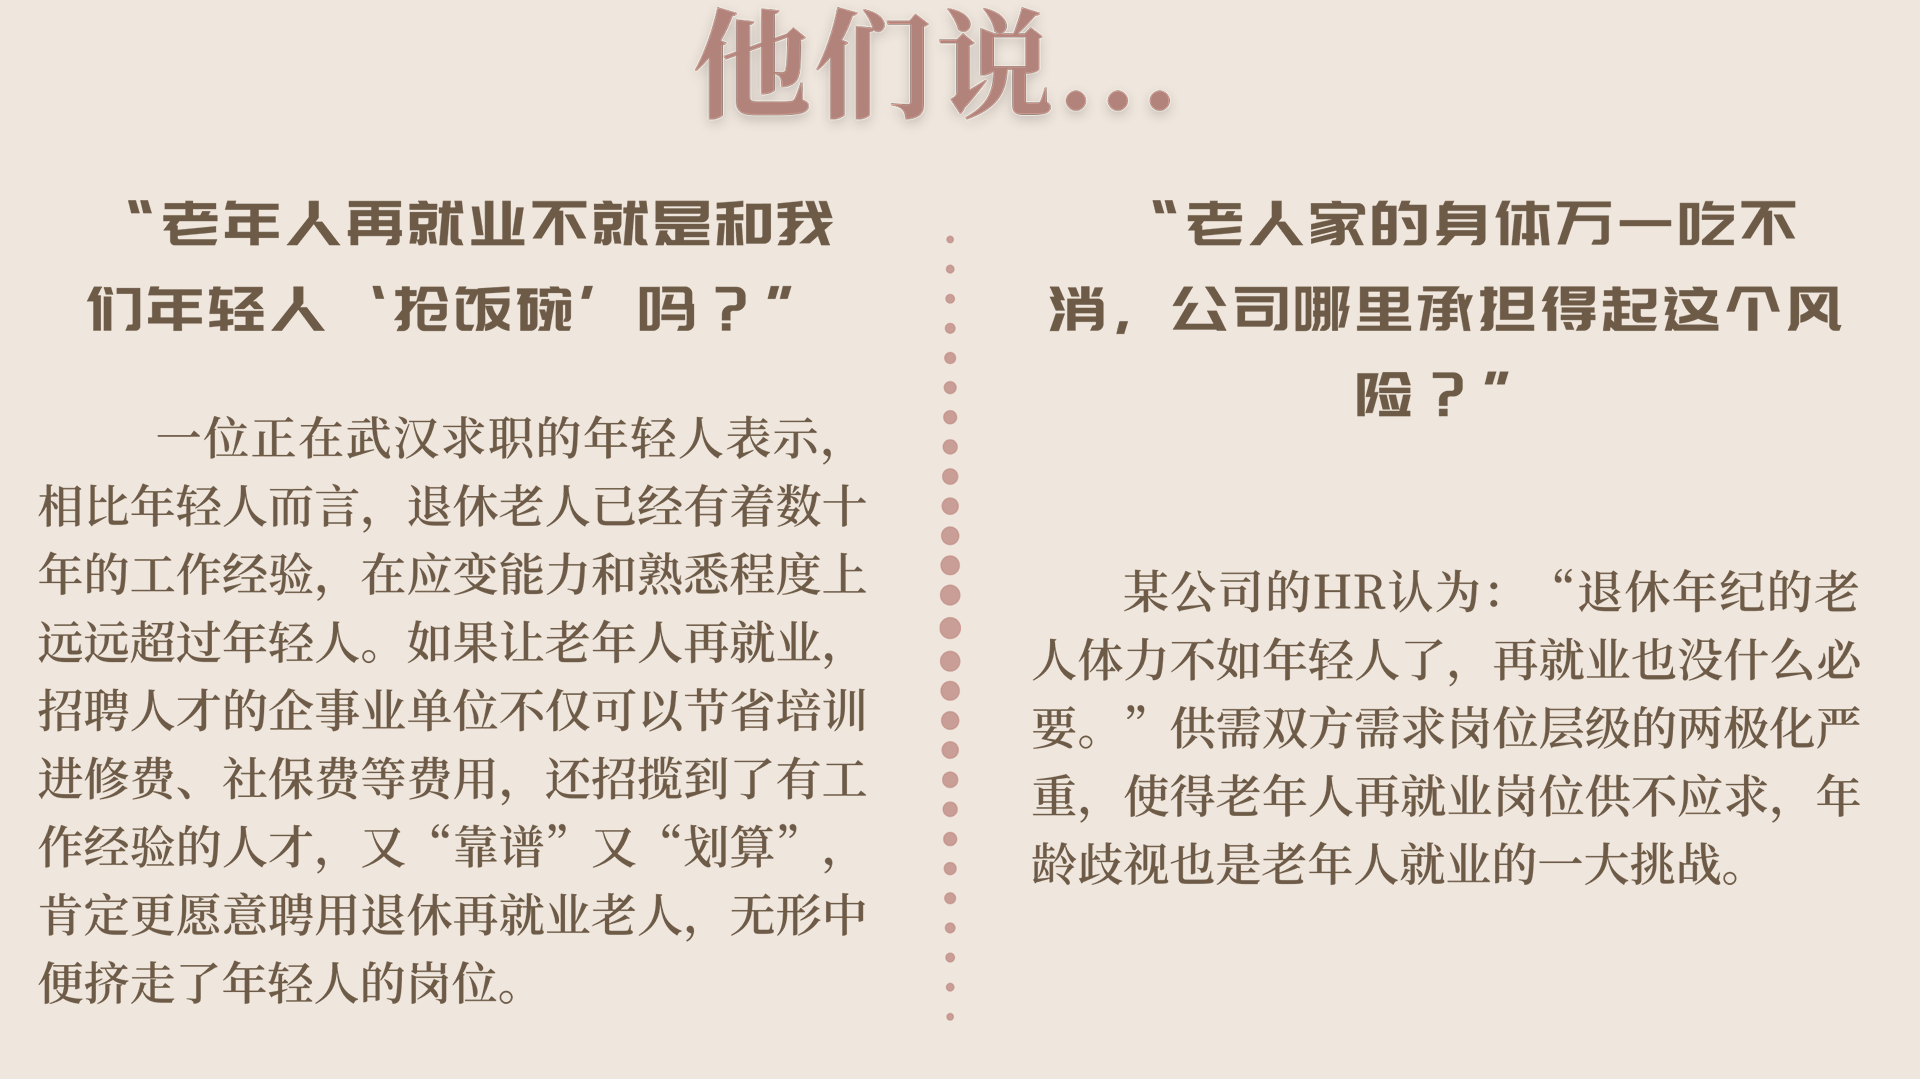 他们说...
“老年人再就业不就是和我
们年轻人‘抢饭碗’吗？”
一位正在武汉求职的年轻人表示，
相比年轻人而言，退休老人已经有着数十
年的工作经验，在应变能力和熟悉程度上
远远超过年轻人。如果让老年人再就业，
招聘人才的企事业单位不仅可以节省培训
进修费、社保费等费用，还招揽到了有工
作经验的人才，又“靠谱”又“划算”，
肯定更愿意聘用退休再就业老人，无形中
便挤走了年轻人的岗位。
“老人家的身体万一吃不
消，公司哪里承担得起这个风
险？”
某公司的HR认为：“退休年纪的老
人体力不如年轻人了，再就业也没什么必
要。”供需双方需求岗位层级的两极化严
重，使得老年人再就业岗位供不应求，年
龄歧视也是老年人就业的一大挑战。